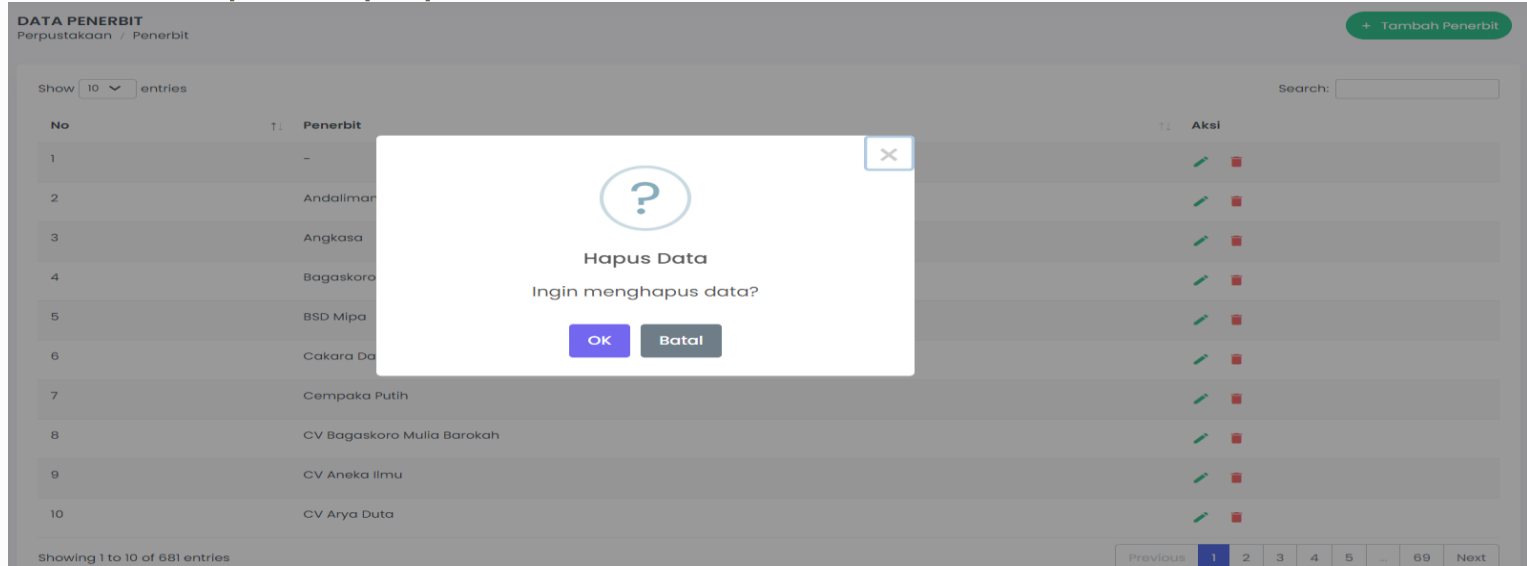 DATA PENERBIT
Perpustakaan / Penerbit
+ Tambah Penerbit
Show 10 entries
Search:
No Penerbit Aksi
1 -
2
3 Angkasa
4 Bagaskoro
5 BSD Mipa
6 Cakara
7 Cempaka Putih
8 CV Bagaskoro Mulia Barokah
9 CV Aneka Ilmu
10 CV Arya Duta
Showing 1 to 10 of 681 entries
Previous 1 2 3 4 5 ... 69 Next
×
?
Hapus Data
Ingin menghapus data?
OK Batal